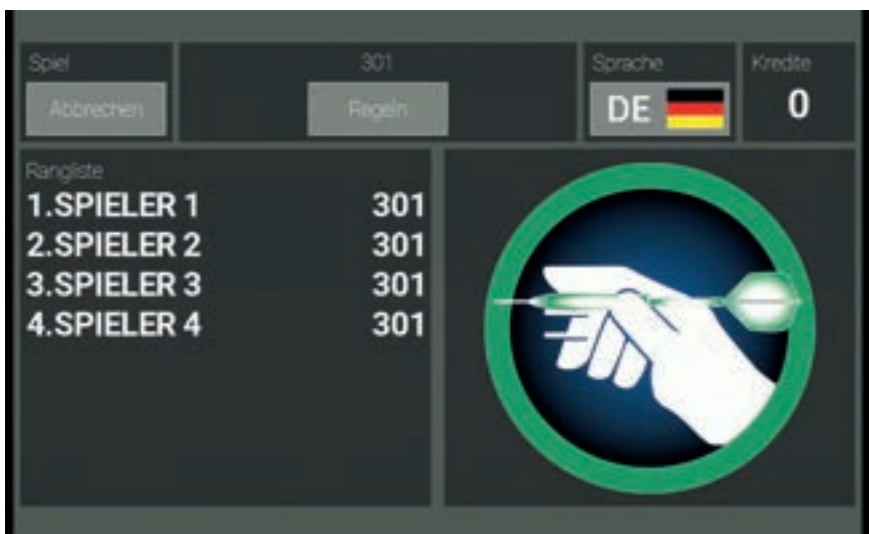 Spiel
301
Sprache
Kredite
Abbrechen
Regeln
DE
0
Rangliste
1.SPIELER 1 301
2.SPIELER 2 301
3.SPIELER 3 301
4.SPIELER 4 301